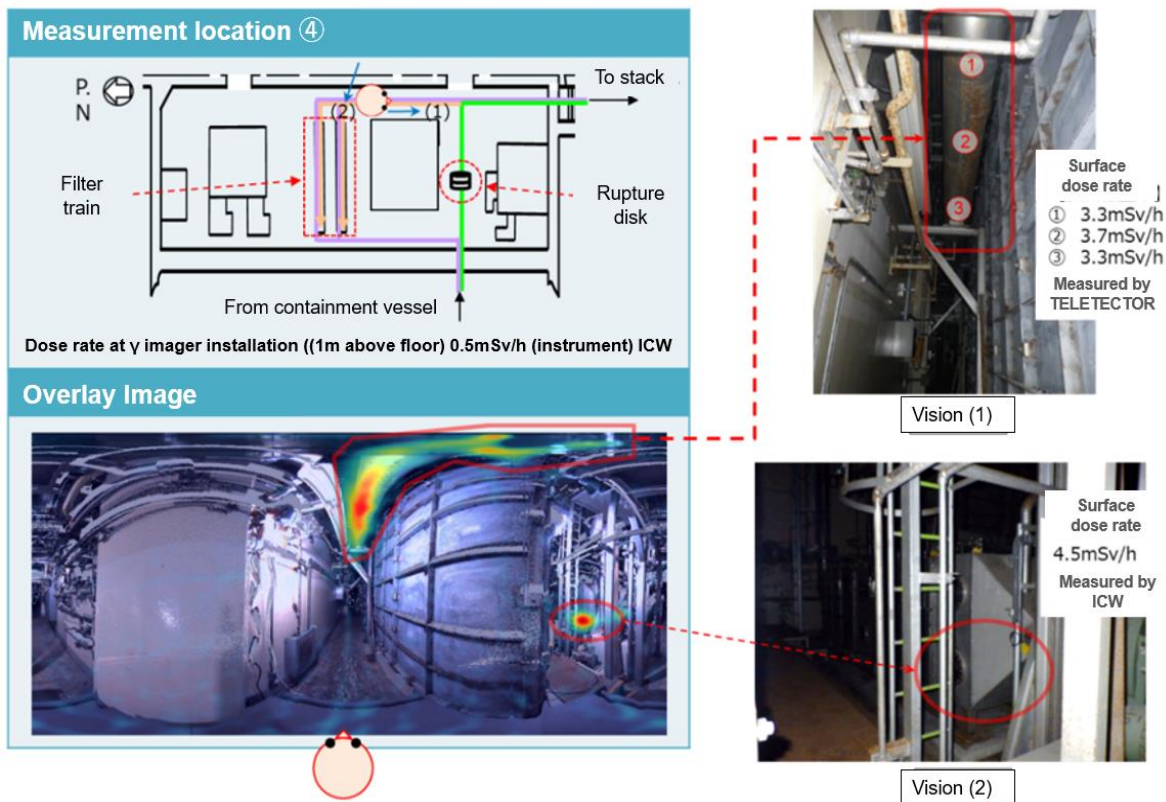 Measurement location ④
P.
N
(2)
(1)
To stack
Filter
train
Rupture
disk
From containment vessel
Dose rate at γ imager installation ((1m above floor) 0.5mSv/h (instrument) ICW
Overlay Image
①
②
③
Surface
dose rate
① 3.3mSv/h
② 3.7mSv/h
③ 3.3mSv/h
Measured by
TELETECTOR
Vision (1)
Surface
dose rate
4.5mSv/h
Measured by
ICW
Vision (2)